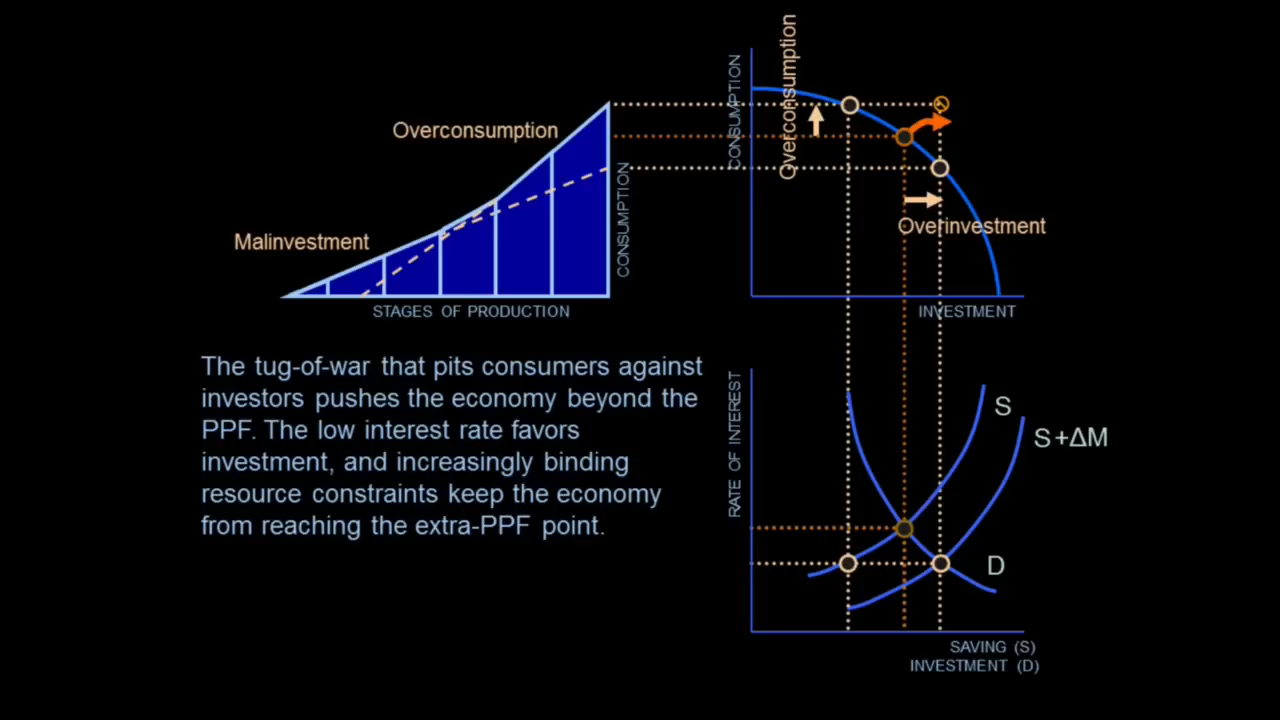 Overconsumption
Malinvestment
STAGES OF PRODUCTION
CONSUMPTION
CONSUMPTION
Overconsumption
Overinvestment
INVESTMENT
The tug-of-war that pits consumers against
investors pushes the economy beyond the
PPF. The low interest rate favors
investment, and increasingly binding
resource constraints keep the economy
from reaching the extra-PPF point.
RATE OF INTEREST
S
S+ΔM
D
SAVING (S)
INVESTMENT (D)